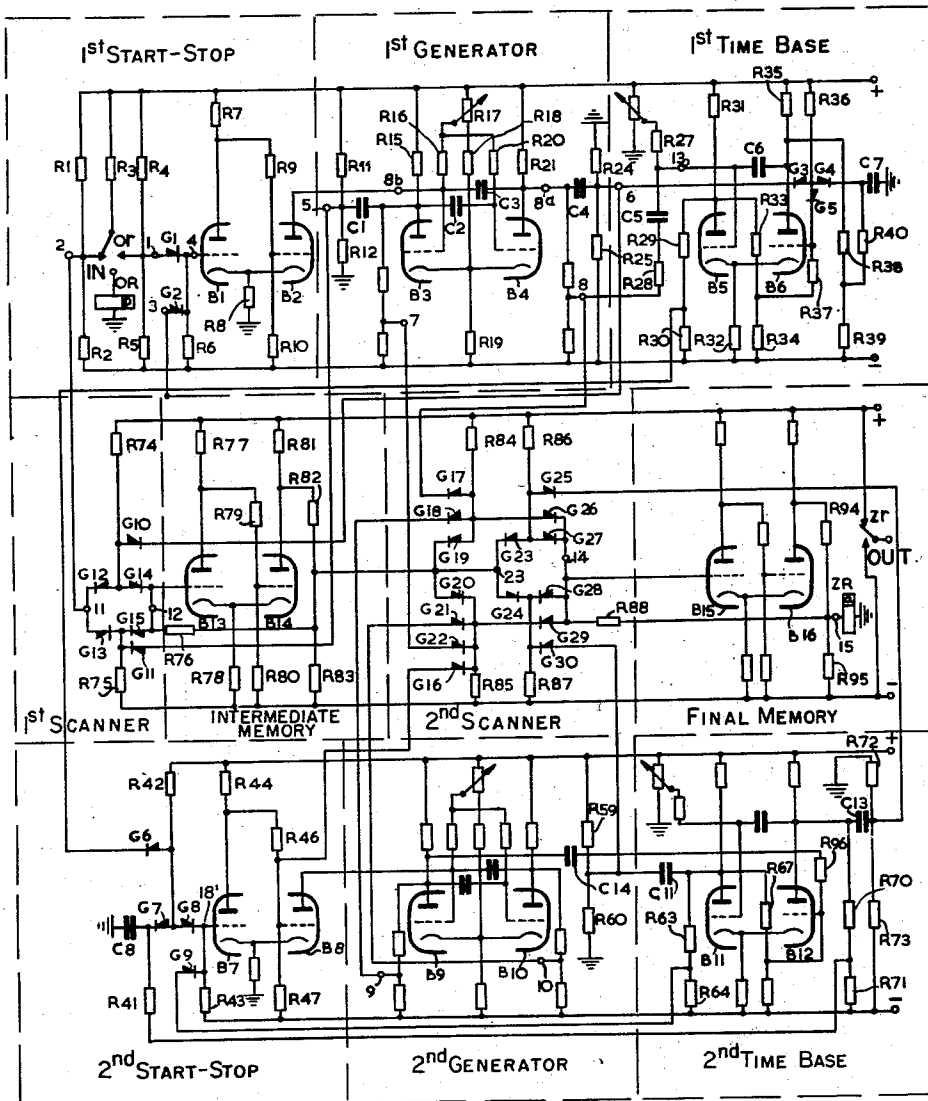 1st START-STOP
1st GENERATOR
1st TIME BASE
R7
R16
R15
R17
R18
R20
R21
R35
R31
R36
+
R1
R3
R4
R9
R11
8b
C3
8a
C4
R24
R27
13
C6
G3
G4
C7
5
C1
C2
6
C5
G5
R33
2
or
1
G1
4
IN
OR
3
G2
B1
B2
R12
B3
B4
8
R25
R29
R28
B5
B6
R40
R38
R37
R8
7
R2
R5
R6
R10
R19
R30
R32
R34
R39
-
+
R74
R77
R81
R82
R84
R86
G17
G25
R94
zr
OUT
R79
G18
G26
G10
G19
G23
G27
14
G12
G14
23
G20
G28
ZR
11
12
B13
B14
G21
G24
G29
R88
B15
B16
15
G15
G13
R76
G22
G30
G11
G16
R75
R78
R80
R83
R85
R87
R95
-
1st SCANNER
INTERMEDIATE
MEMORY
2nd SCANNER
FINAL MEMORY
+
R42
R44
R72
R46
R59
C13
G6
R96
C14
C11
R67
G7
G8
18'
R70
C8
R60
R63
R73
G9
B7
B8
B9
B10
B11
B12
R41
R43
R47
9
10
R64
R71
-
2nd START-STOP
2nd GENERATOR
2nd TIME BASE